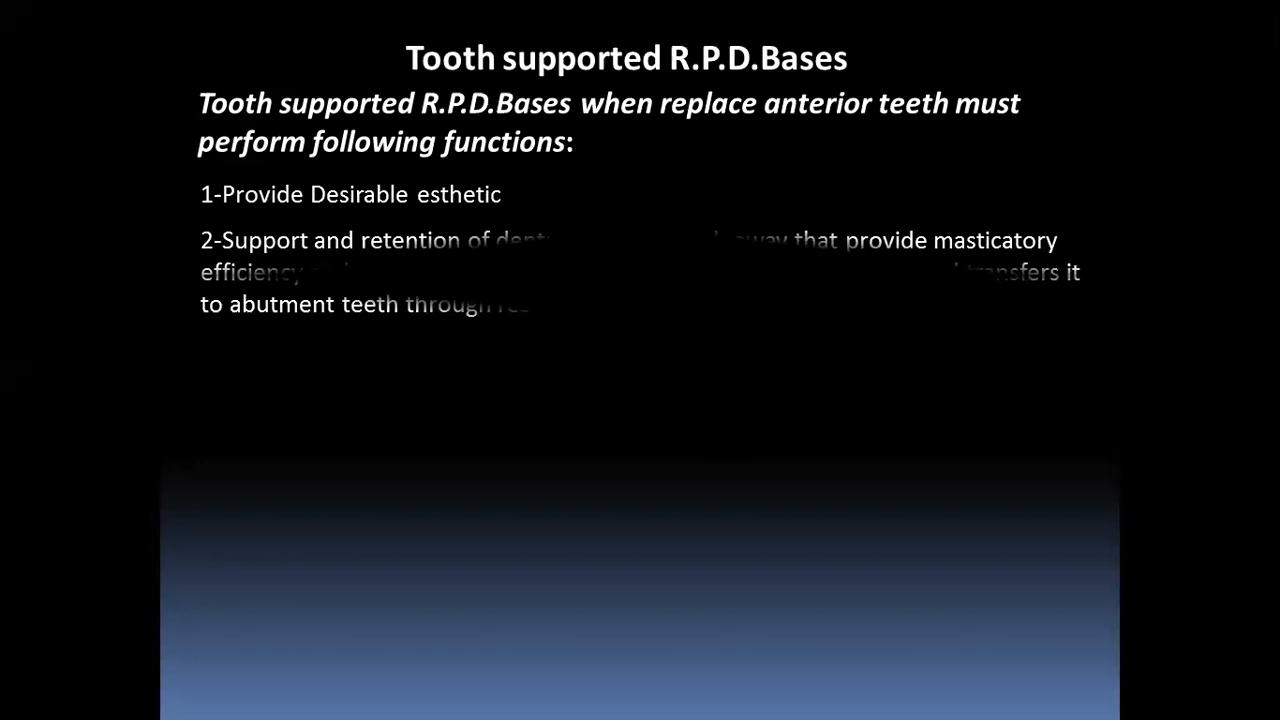 Tooth supported R.P.D.Bases
Tooth supported R.P.D.Bases when replace anterior teeth must
perform following functions:
1-Provide Desirable esthetic
2-Support and retention of way that provide masticatory
efficiency transfers it
to abutment teeth through